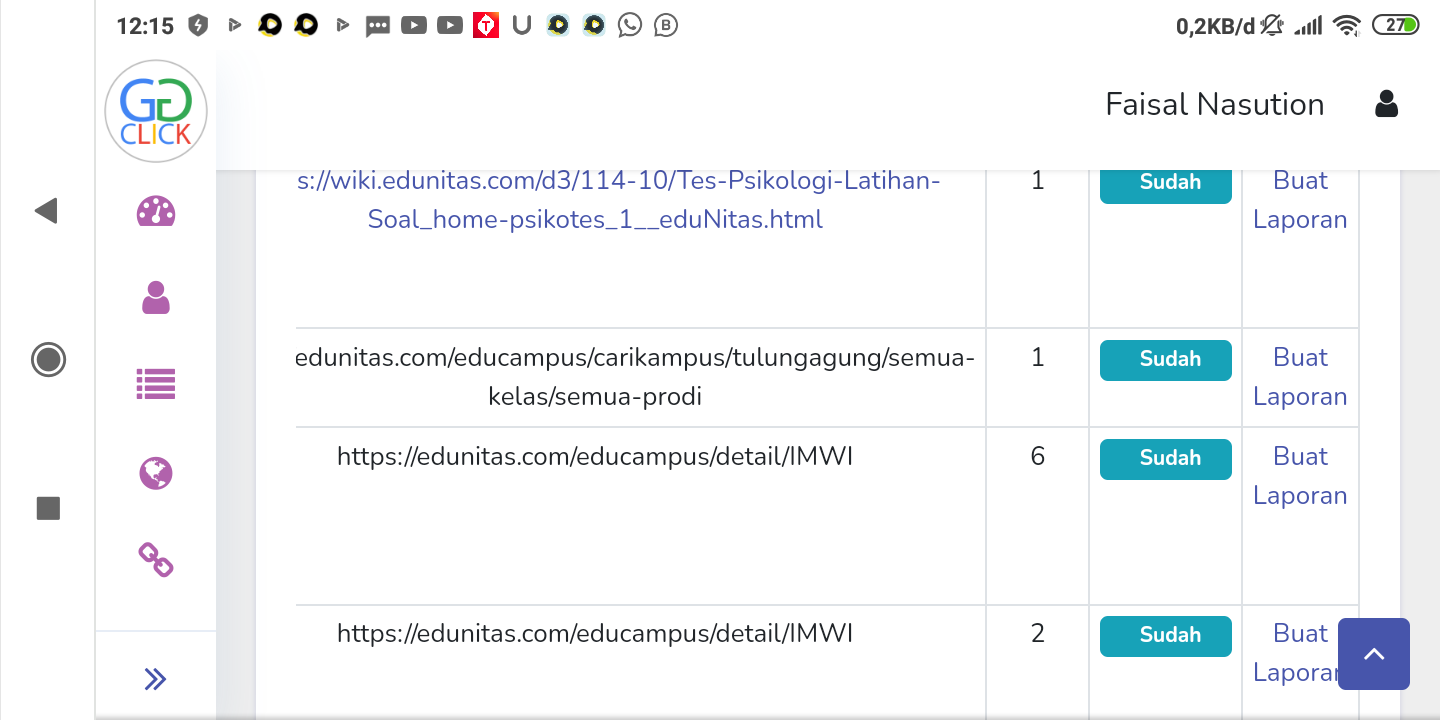 12:15
0,2KB/d
27
GG
CLICK
Faisal Nasution
s://wiki.edunitas.com/d3/114-10/Tes-Psikologi-Latihan-
Soal_home-psikotes_1__eduNitas.html
1
Sudah
Buat
Laporan
edunitas.com/educampus/carikampus/tulungagung/semua-
kelas/semua-prodi
1
Sudah
Buat
Laporan
https://edunitas.com/educampus/detail/IMWI
6
Sudah
Buat
Laporan
https://edunitas.com/educampus/detail/IMWI
2
Sudah
Buat
Laporan